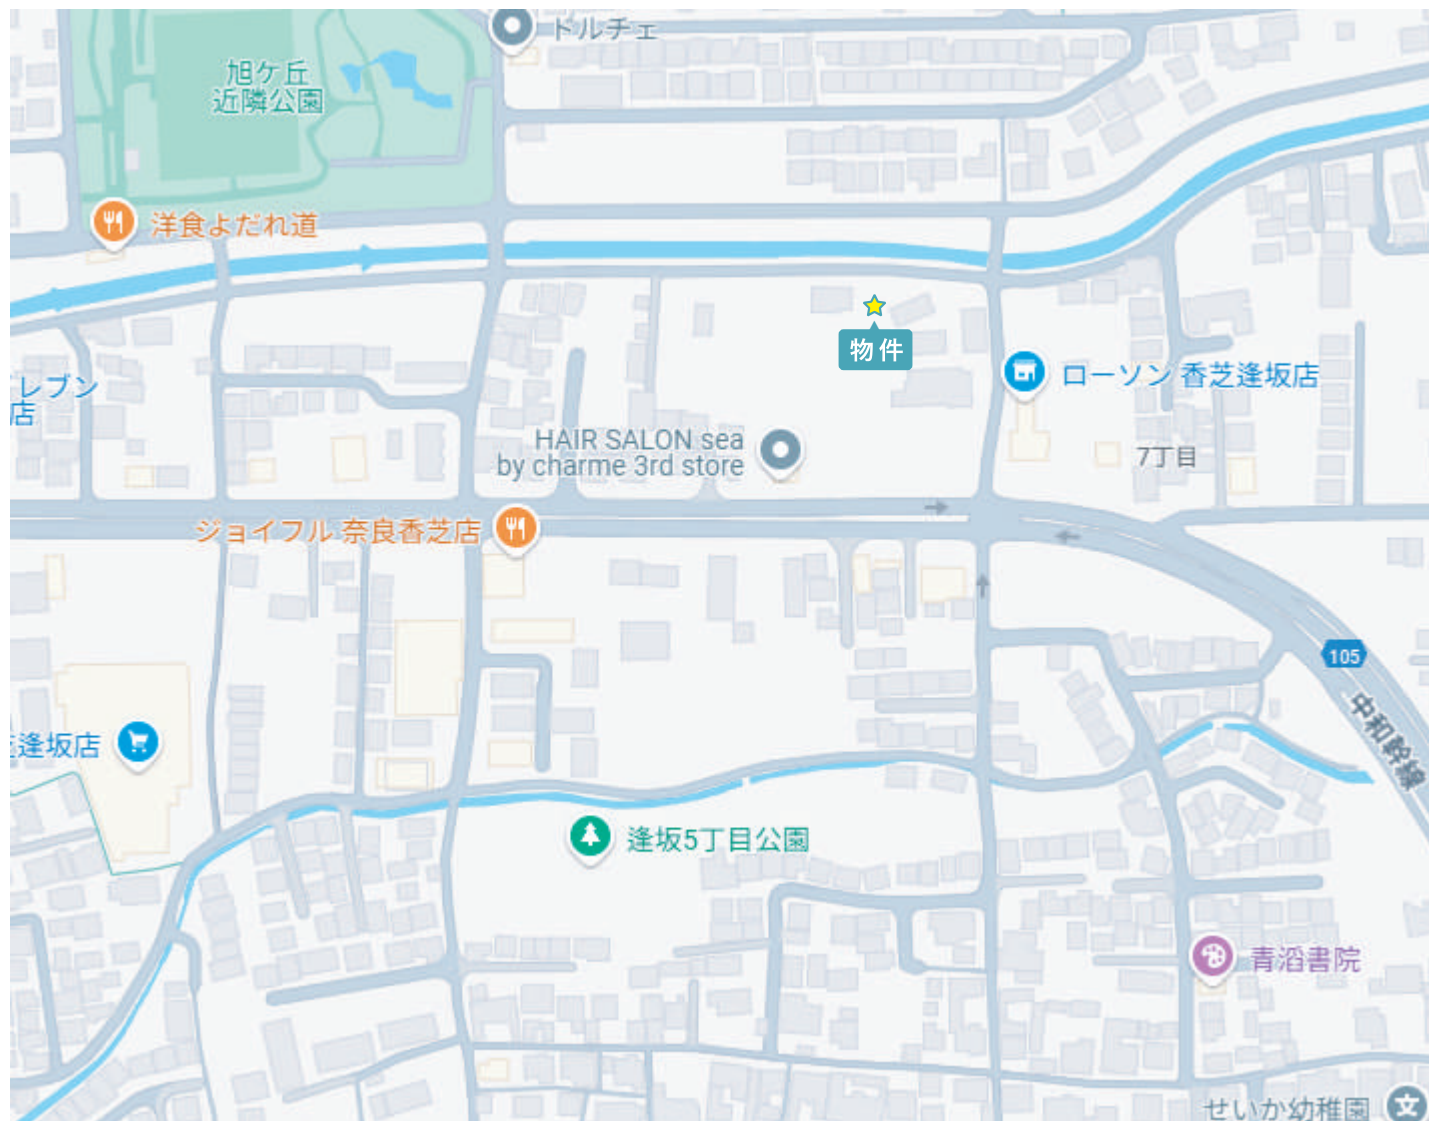 ドルチェ
旭ケ丘
近隣公園
洋食よだれ道
物件
レブン
店
ローソン 香芝逢坂店
HAIR SALON sea
by charme 3rd store
7丁目
ジョイフル 奈良香芝店
105
中和幹線
逢坂店
逢坂5丁目公園
青滔書院
せいか幼稚園
文